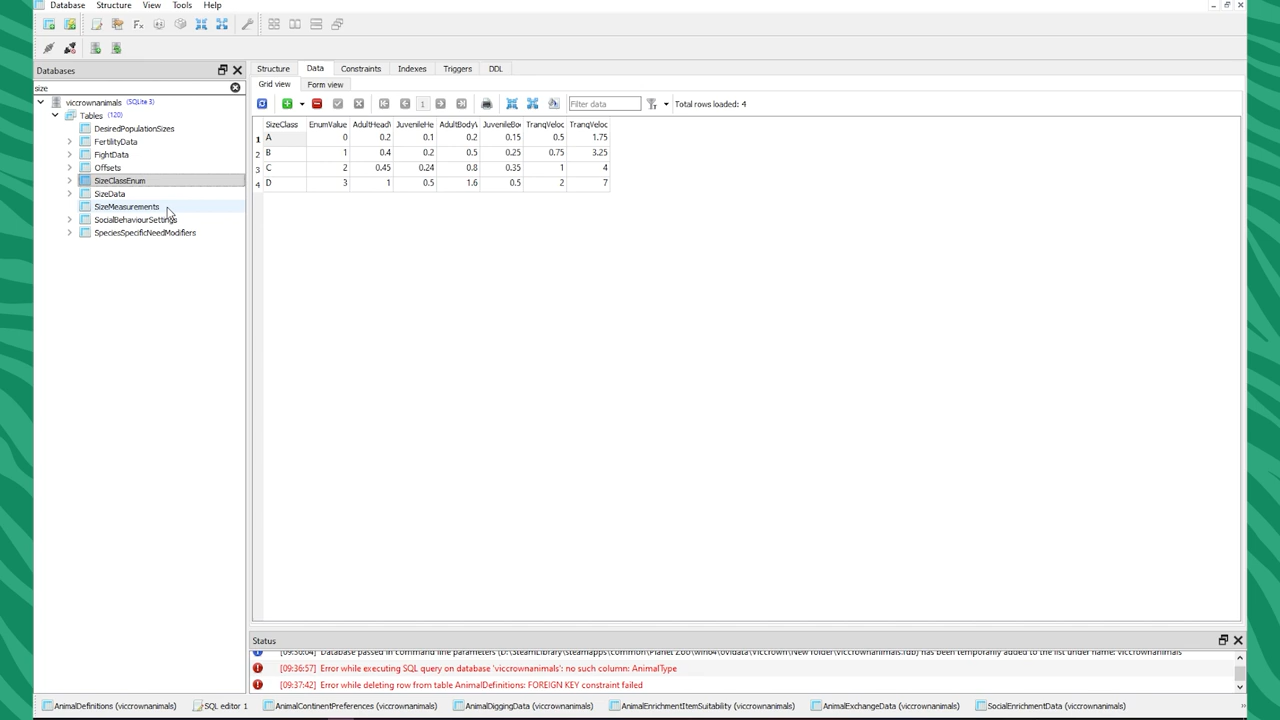 Database Structure View Tools Help
Databases
size
viccrownanimals (SQLite 3)
Tables (120)
DesiredPopulationSizes
FertilityData
FightData
Offsets
SizeClassEnum
SizeData
SizeMeasurements
SocialBehaviourSettings
SpeciesSpecificNeedModifiers
Structure Data Constraints Indexes Triggers DDL
Grid view Form view
1 Filter data Total rows loaded: 4
SizeClass EnumValue AdultHead JuvenileHe AdultBody JuvenileBo TranqVeloc TranqVeloc
1 A 0 0.2 0.1 0.2 0.15 0.5 1.75
2 B 1 0.4 0.2 0.5 0.25 0.75 3.25
3 C 2 0.45 0.24 0.8 0.35 1 4
4 D 3 1 0.5 1.6 0.5 2 7
Status
[09:36:57] Error while executing SQL query on database 'viccrownanimals': no such column: AnimalType
[09:37:42] Error while deleting row from table AnimalDefinitions: FOREIGN KEY constraint failed
AnimalDefinitions (viccrownanimals) SQL editor 1 AnimalContinentPreferences (viccrownanimals) AnimalDiggingData (viccrownanimals) AnimalEnrichmentItemSuitability (viccrownanimals) AnimalExchangeData (viccrownanimals) SocialEnrichmentData (viccrownanimals)